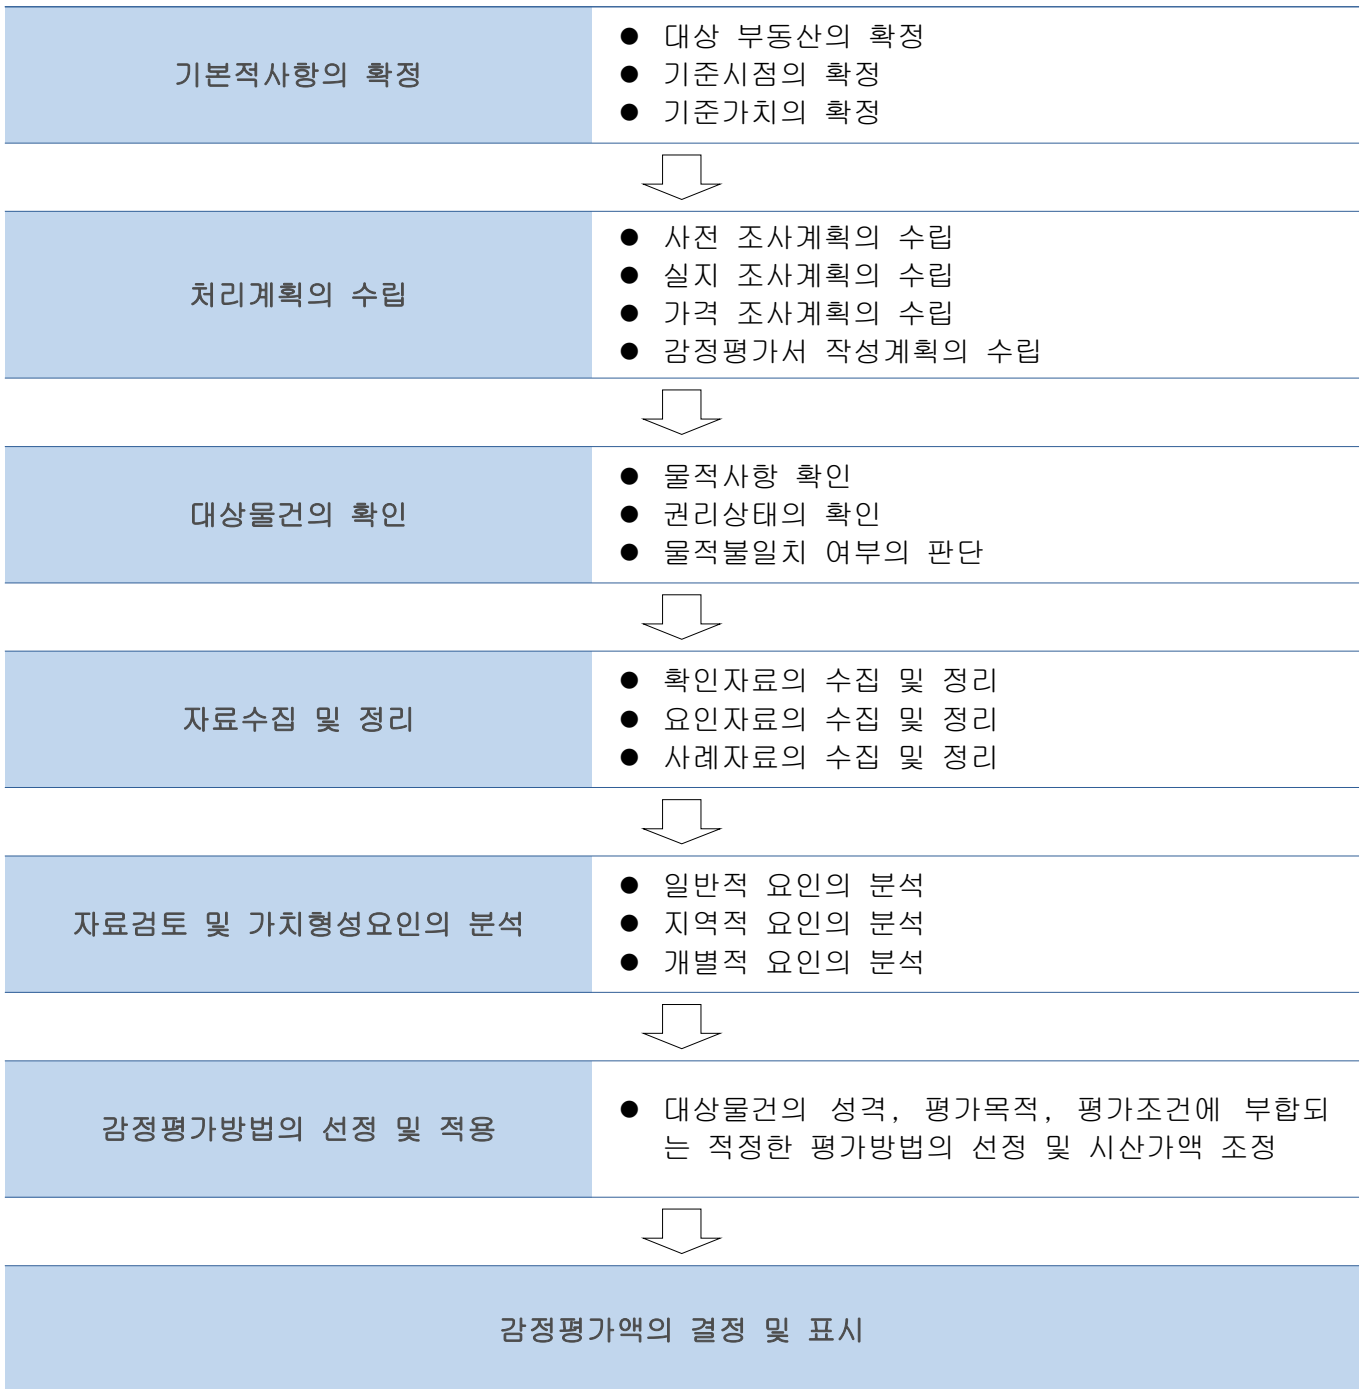 기본적사항의 확정
● 대상 부동산의 확정
● 기준시점의 확정
● 기준가치의 확정
처리계획의 수립
● 사전 조사계획의 수립
● 실지 조사계획의 수립
● 가격 조사계획의 수립
● 감정평가서 작성계획의 수립
대상물건의 확인
● 물적사항 확인
● 권리상태의 확인
● 물적불일치 여부의 판단
자료수집 및 정리
● 확인자료의 수집 및 정리
● 요인자료의 수집 및 정리
● 사례자료의 수집 및 정리
자료검토 및 가치형성요인의 분석
● 일반적 요인의 분석
● 지역적 요인의 분석
● 개별적 요인의 분석
감정평가방법의 선정 및 적용
● 대상물건의 성격, 평가목적, 평가조건에 부합되
는 적정한 평가방법의 선정 및 시산가액 조정
감정평가액의 결정 및 표시